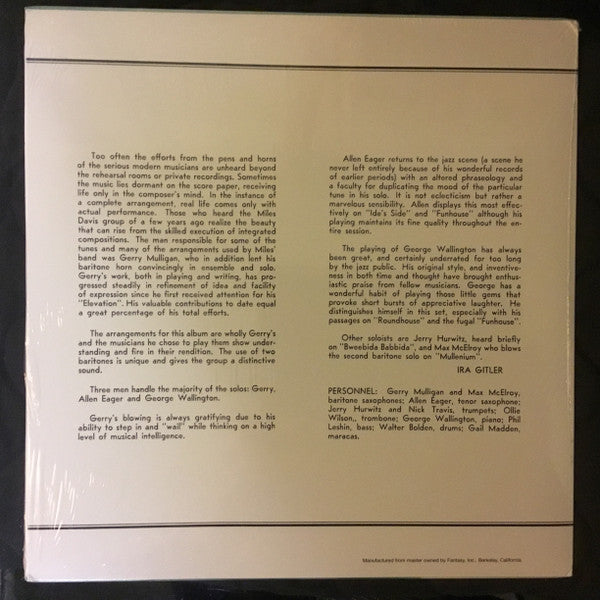 Too often the efforts from the pens and horns
of the serious modern musicians are unheard beyond
the rehearsal rooms or private recordings. Sometimes
the music lies dormant on the score paper, receiving
life only in the composer's mind. In the instance of
a complete arrangement, real life comes only with
actual performance. Those who heard the Miles
Davis group of a few years ago realize the beauty
that can rise from the skilled execution of integrated
compositions. The man responsible for some of the
tunes and many of the arrangements used by Miles'
band was Gerry Mulligan, who in addition lent his
baritone horn convincingly in ensemble and solo.
Gerry's work, both in playing and writing, has pro-
gressed steadily in refinement of idea and facility
of expression since he first received attention for his
"Elevation". His valuable contributions to date equal
a great percentage of his total efforts.
The arrangements for this album are wholly Gerry's
and the musicians he chose to play them show under-
standing and fire in their rendition. The use of two
baritones is unique and gives the group a distinctive
sound.
Three men handle the majority of the solos: Gerry,
Allen Eager and George Wallington.
Gerry's blowing is always gratifying due to his
ability to step in and "wail" while thinking on a high
level of musical intelligence.
Allen Eager returns to the jazz scene (a scene he
never left entirely because of his wonderful records
of earlier periods) with an altered phraseology and
a faculty for duplicating the mood of the particular
tune in his solo. It is not eclecticism but rather a
marvelous sensibility. Allen displays this most effec-
tively on "Ide's Side" and "Funhouse" although his
playing maintains its fine quality throughout the en-
tire session.
The playing of George Wallington has always
been great, and certainly underrated for too long
by the jazz public. His original style, and inventive-
ness in both time and thought have brought enthus-
iastic praise from fellow musicians. George has a
wonderful habit of playing those little gems that
provoke short bursts of appreciative laughter. He
distinguishes himself in this set, especially with his
passages on "Roundhouse" and the fugal "Funhouse".
Other soloists are Jerry Hurwitz, heard briefly
on "Bweebida Babbida", and Max McElroy who blows
the second baritone solo on "Mullenium".
IRA GITLER
PERSONNEL: Gerry Mulligan and Max McElroy,
baritone saxophones; Allen Eager, tenor saxophone;
Jerry Hurwitz and Nick Travis, trumpets; Ollie
Wilson,, trombone; George Wallington, piano; Phil
Leshin, bass; Walter Bolden, drums; Gail Madden,
maracas.
Manufactured from master owned by Fantasy, Inc., Berkeley, California